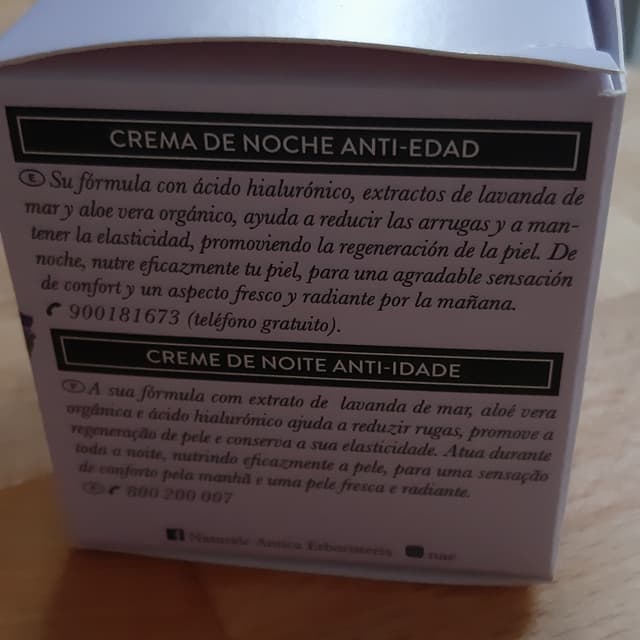 CREMA DE NOCHE ANTI-EDAD
E Su fórmula con ácido hialurónico, extractos de lavanda de
mar y aloe vera orgánico, ayuda a reducir las arrugas y a man-
tener la elasticidad, promoviendo la regeneración de la piel. De
noche, nutre eficazmente tu piel, para una agradable sensación
de confort y un aspecto fresco y radiante por la mañana.
900181673 (teléfono gratuito).
CREME DE NOITE ANTI-IDADE
P A sua fórmula com extrato de lavanda de mar, aloé vera
orgânica e ácido hialurónico ajuda a reduzir rugas, promove a
regeneração de pele e conserva a sua elasticidade. Atua durante
toda a noite, nutrindo eficazmente a pele, para uma sensação
de conforto pela manhã e uma pele fresca e radiante.
800 200 007
Naturale Antica Erboristeria nae